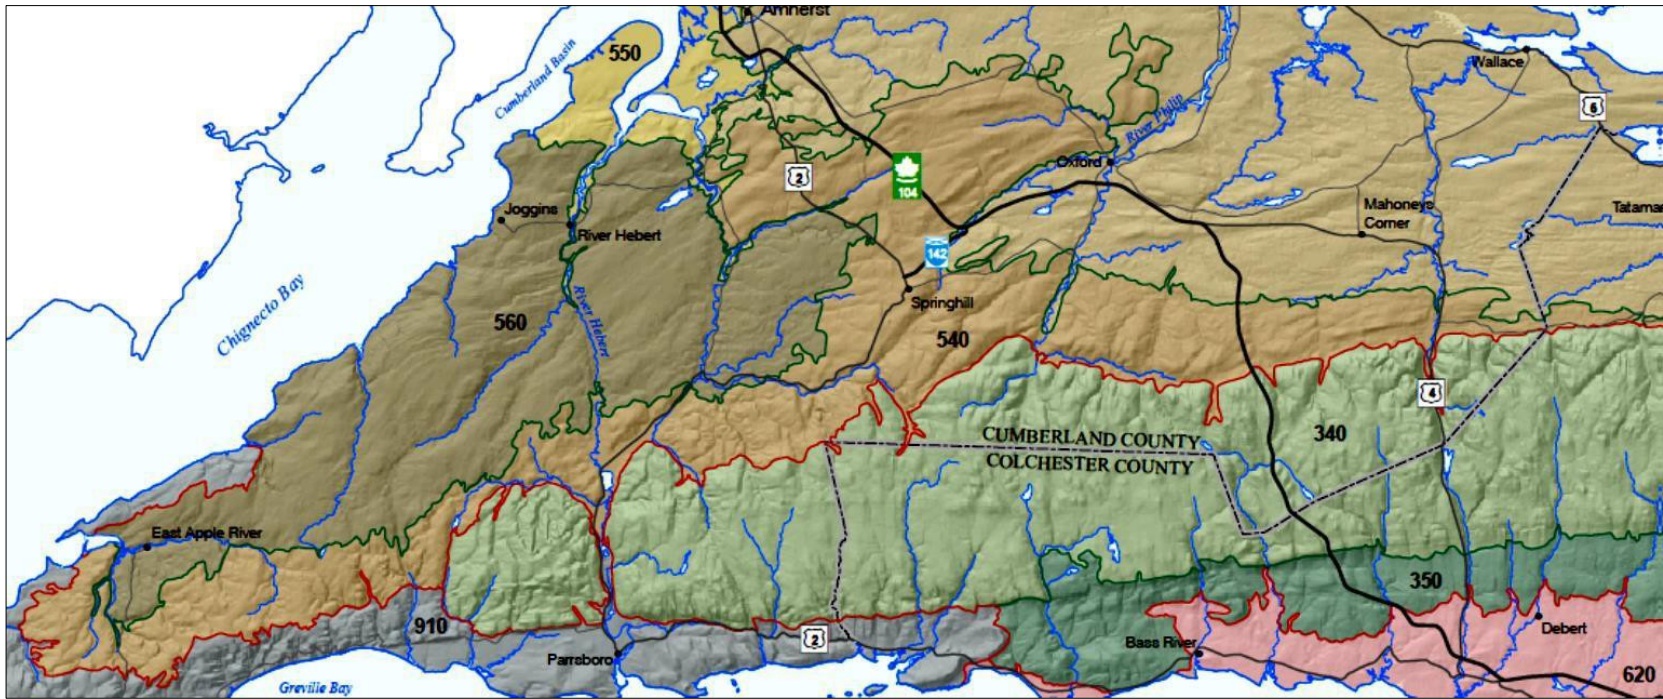 Amherst
550
Cumberland Basin
Wallace
6
River Philip
Oxford
2
104
Joggins
River Hebert
Mahoneys
Corner
Tatama
142
Chignecto Bay
Springhill
River Hebert
560
540
4
340
CUMBERLAND COUNTY
COLCHESTER COUNTY
East Apple River
350
910
2
Bass River
Debert
Parrsboro
620
Greville Bay